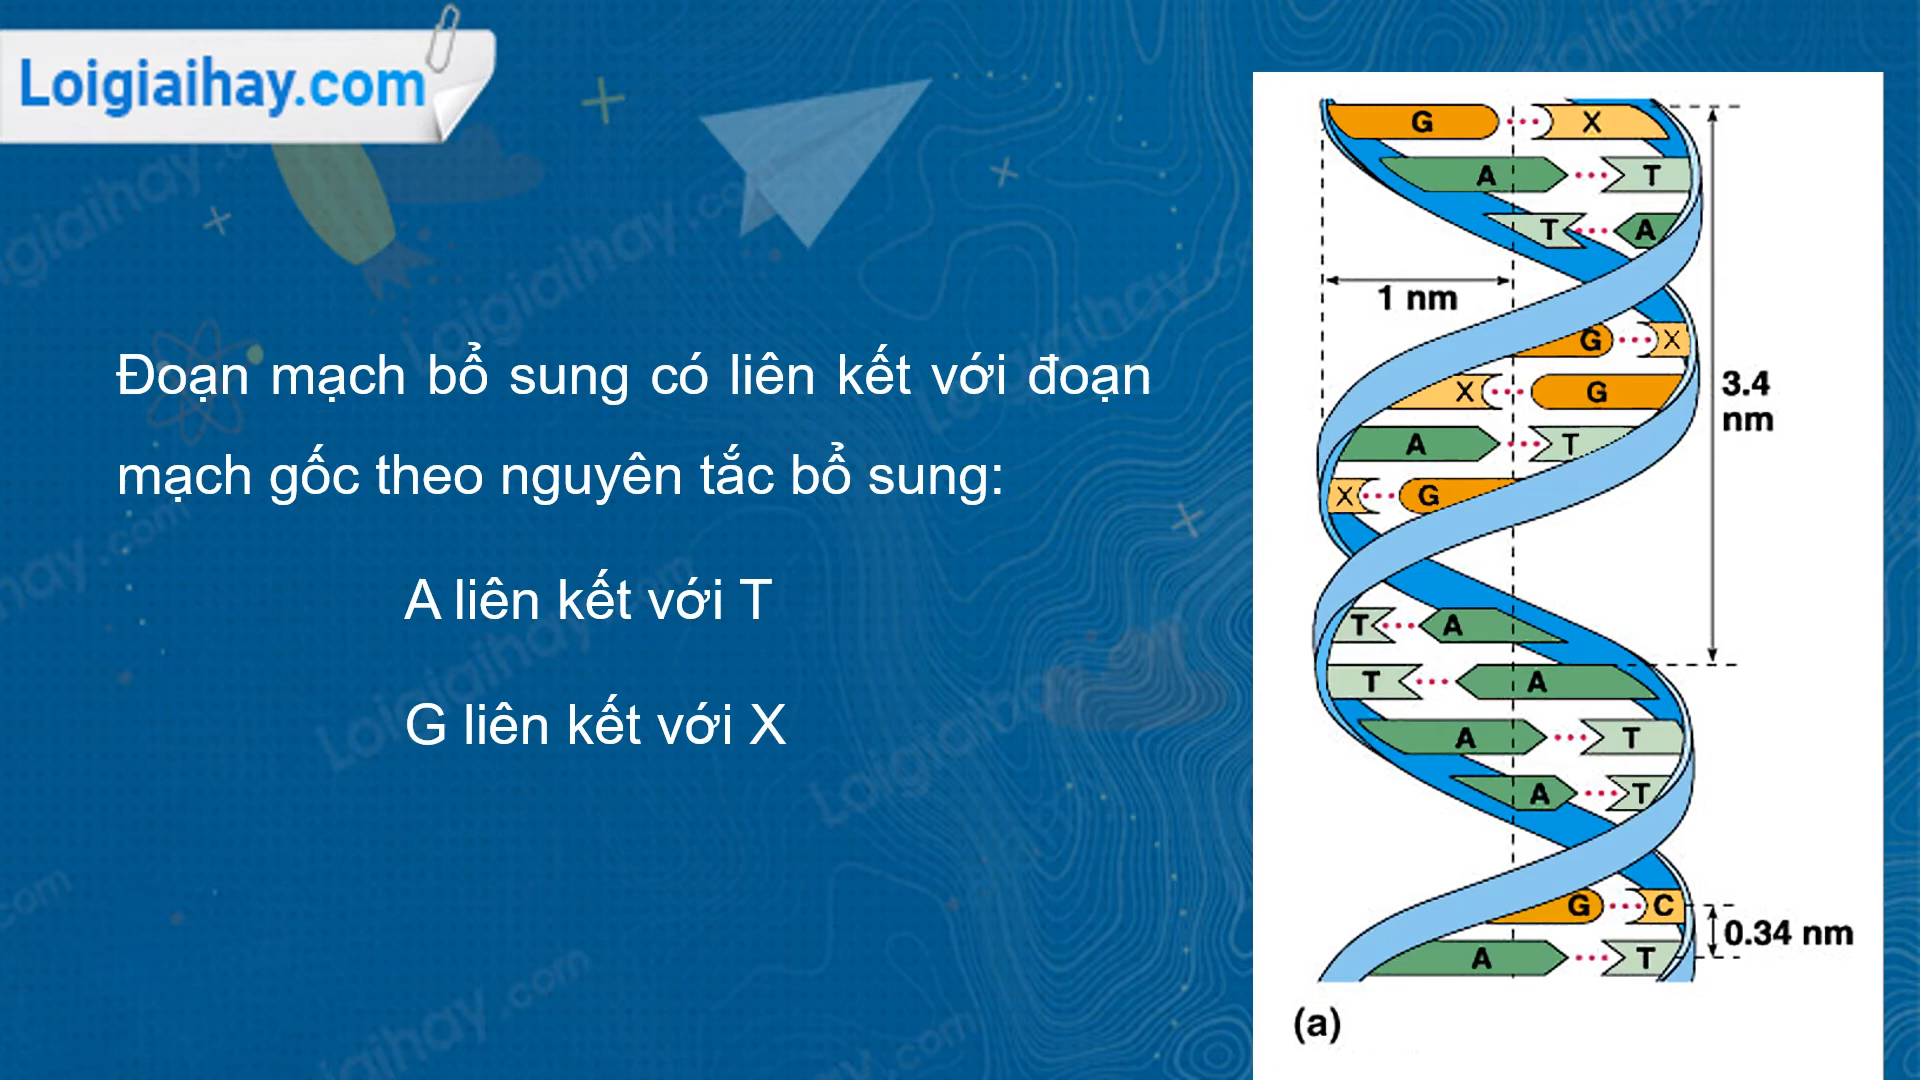 Loigiaihay.com
Đoạn mạch bổ sung có liên kết với đoạn
mạch gốc theo nguyên tắc bổ sung:
A liên kết với T
G liên kết với X
G X
A T
T A
1 nm
G X
X G
3.4
nm
A T
X G
T A
T A
A T
A T
G C
0.34 nm
A T
(a)